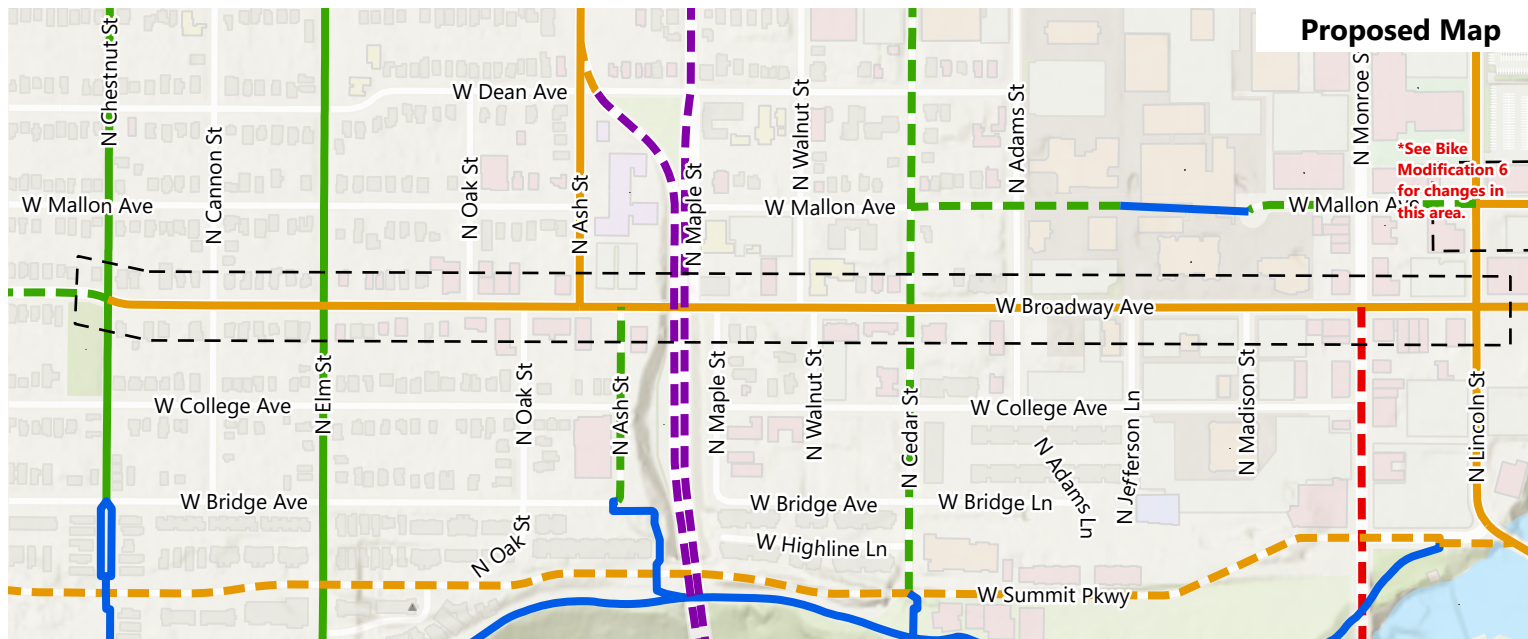 Proposed Map
N Chestnut St
N Cannon St
W Dean Ave
N Oak St
N Ash St
N Maple St
N Walnut St
N Adams St
N Monroe S
*See Bike
Modification 6
for changes in
this area.
W Mallon Ave
W Mallon Ave
W Mallon Ave
W Broadway Ave
N Elm St
W College Ave
N Oak St
N Ash St
N Maple St
N Walnut St
N Cedar St
W College Ave
N Jefferson Ln
N Madison St
N Lincoln St
N Adams Ln
W Bridge Ave
W Bridge Ave
W Bridge Ln
N Oak St
W Highline Ln
W Summit Pkwy